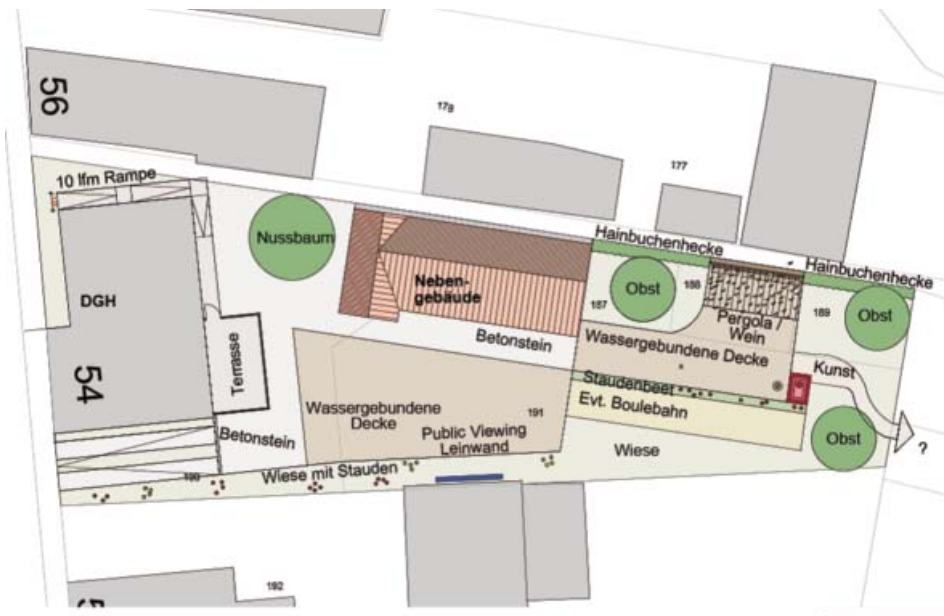 56
179
177
10 lfm Rampe
Nussbaum
Hainbuchenhecke
Hainbuchenhecke
DGH
Neben-
gebäude
Obst
188
187
189
Obst
Pergola /
Wein
Betonstein
Wassergebundene Decke
Kunst
Terrasse
54
Staudenbeet
Evt. Boulebahn
Wassergebundene
Decke
191
Public Viewing
Leinwand
Betonstein
Wiese
Obst
?
190
Wiese mit Stauden
192